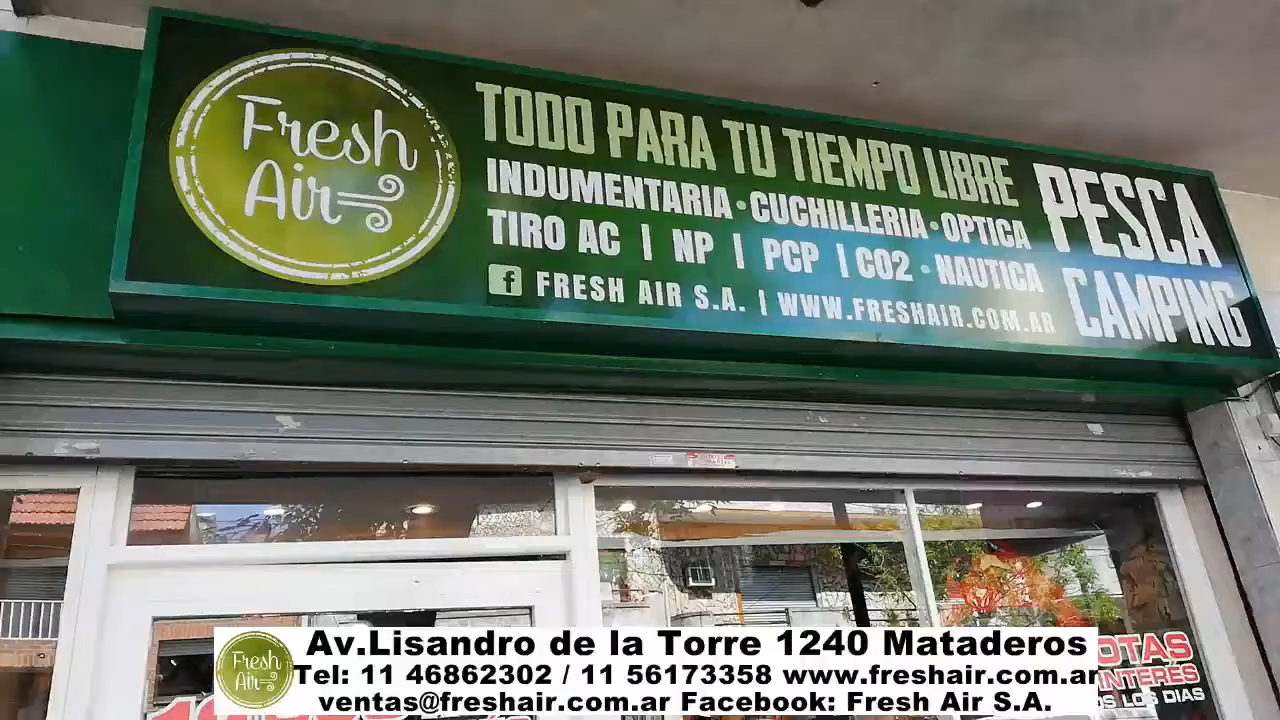 Fresh
Air
TODO PARA TU TIEMPO LIBRE
INDUMENTARIA • CUCHILLERIA • OPTICA
TIRO AC | NP | PCP | CO2 • NAUTICA
f FRESH AIR S.A. | WWW.FRESHAIR.COM.AR
PESCA
CAMPING
Fresh
Air
Av.Lisandro de la Torre 1240 Mataderos
Tel: 11 46862302 / 11 56173358 www.freshair.com.ar
ventas@freshair.com.ar Facebook: Fresh Air S.A.
OTAS
INTERÉS
LOS DIAS